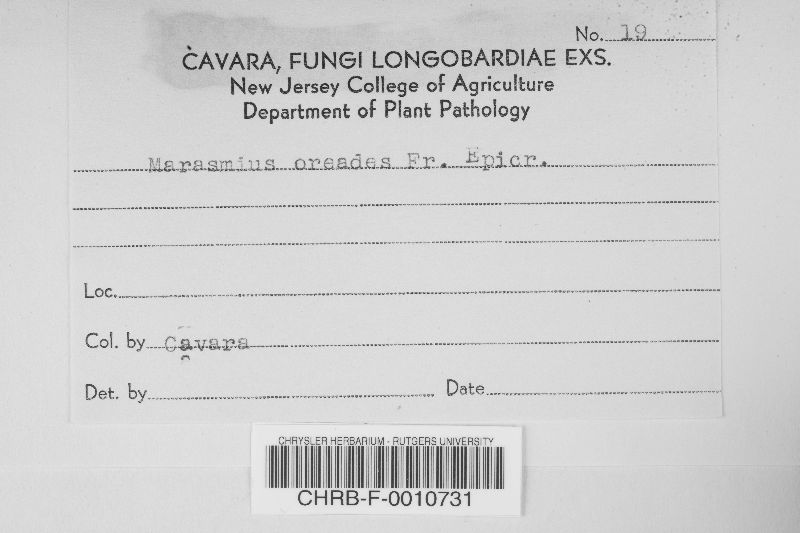 No. 19
CAVARA, FUNGI LONGOBARDIAE EXS.
New Jersey College of Agriculture
Department of Plant Pathology
Marasmius oreades Fr. Epicr.
Loc.
Col. by Cavara
Det. by Date
CHRYSLER HERBARIUM - RUTGERS UNIVERSITY
CHRB-F-0010731